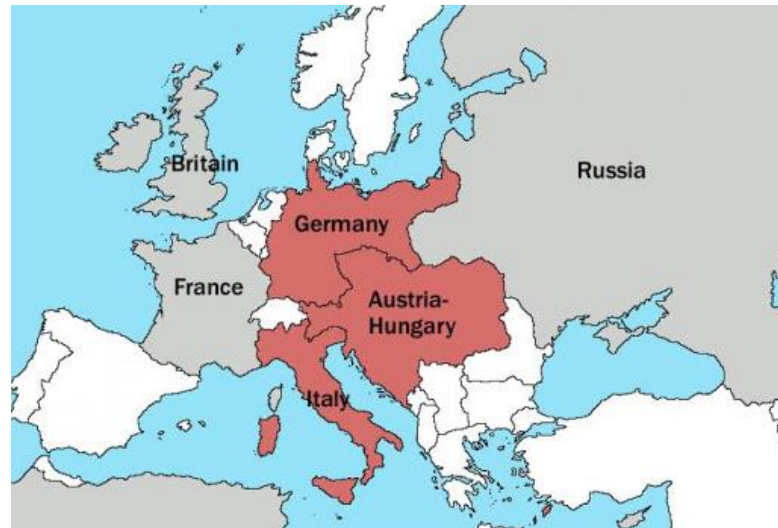 Britain
Russia
Germany
France
Austria-
Hungary
Italy